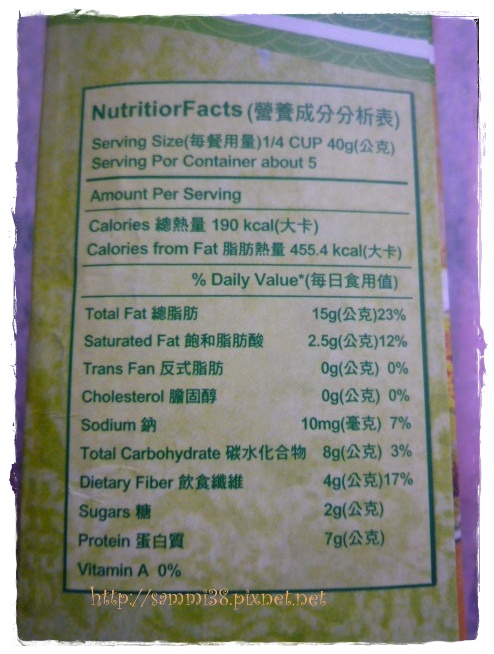 NutritiorFacts (營養成分分析表)
Serving Size(每餐用量)1/4 CUP 40g(公克)
Serving Por Container about 5
Amount Per Serving
Calories 總熱量 190 kcal(大卡)
Calories from Fat 脂肪熱量 455.4 kcal(大卡)
% Daily Value*(每日食用值)
Total Fat 總脂肪 15g(公克)23%
Saturated Fat 飽和脂肪酸 2.5g(公克)12%
Trans Fan 反式脂肪 0g(公克) 0%
Cholesterol 膽固醇 0g(公克) 0%
Sodium 鈉 10mg(毫克) 7%
Total Carbohydrate 碳水化合物 8g(公克) 3%
Dietary Fiber 飲食纖維 4g(公克)17%
Sugars 糖 2g(公克)
Protein 蛋白質 7g(公克)
Vitamin A 0%
http://sammi38.pixnet.net